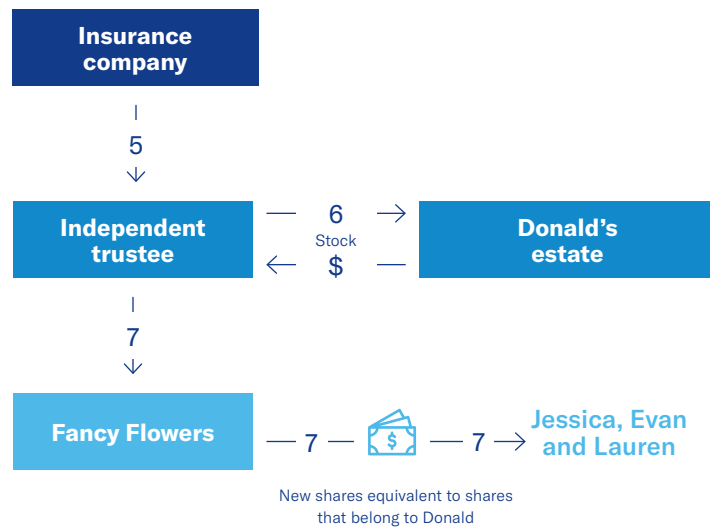 Insurance
company
5
Independent
trustee
6
Stock
$
Donald's
estate
7
Fancy Flowers
7
$
7
Jessica, Evan
and Lauren
New shares equivalent to shares
that belong to Donald